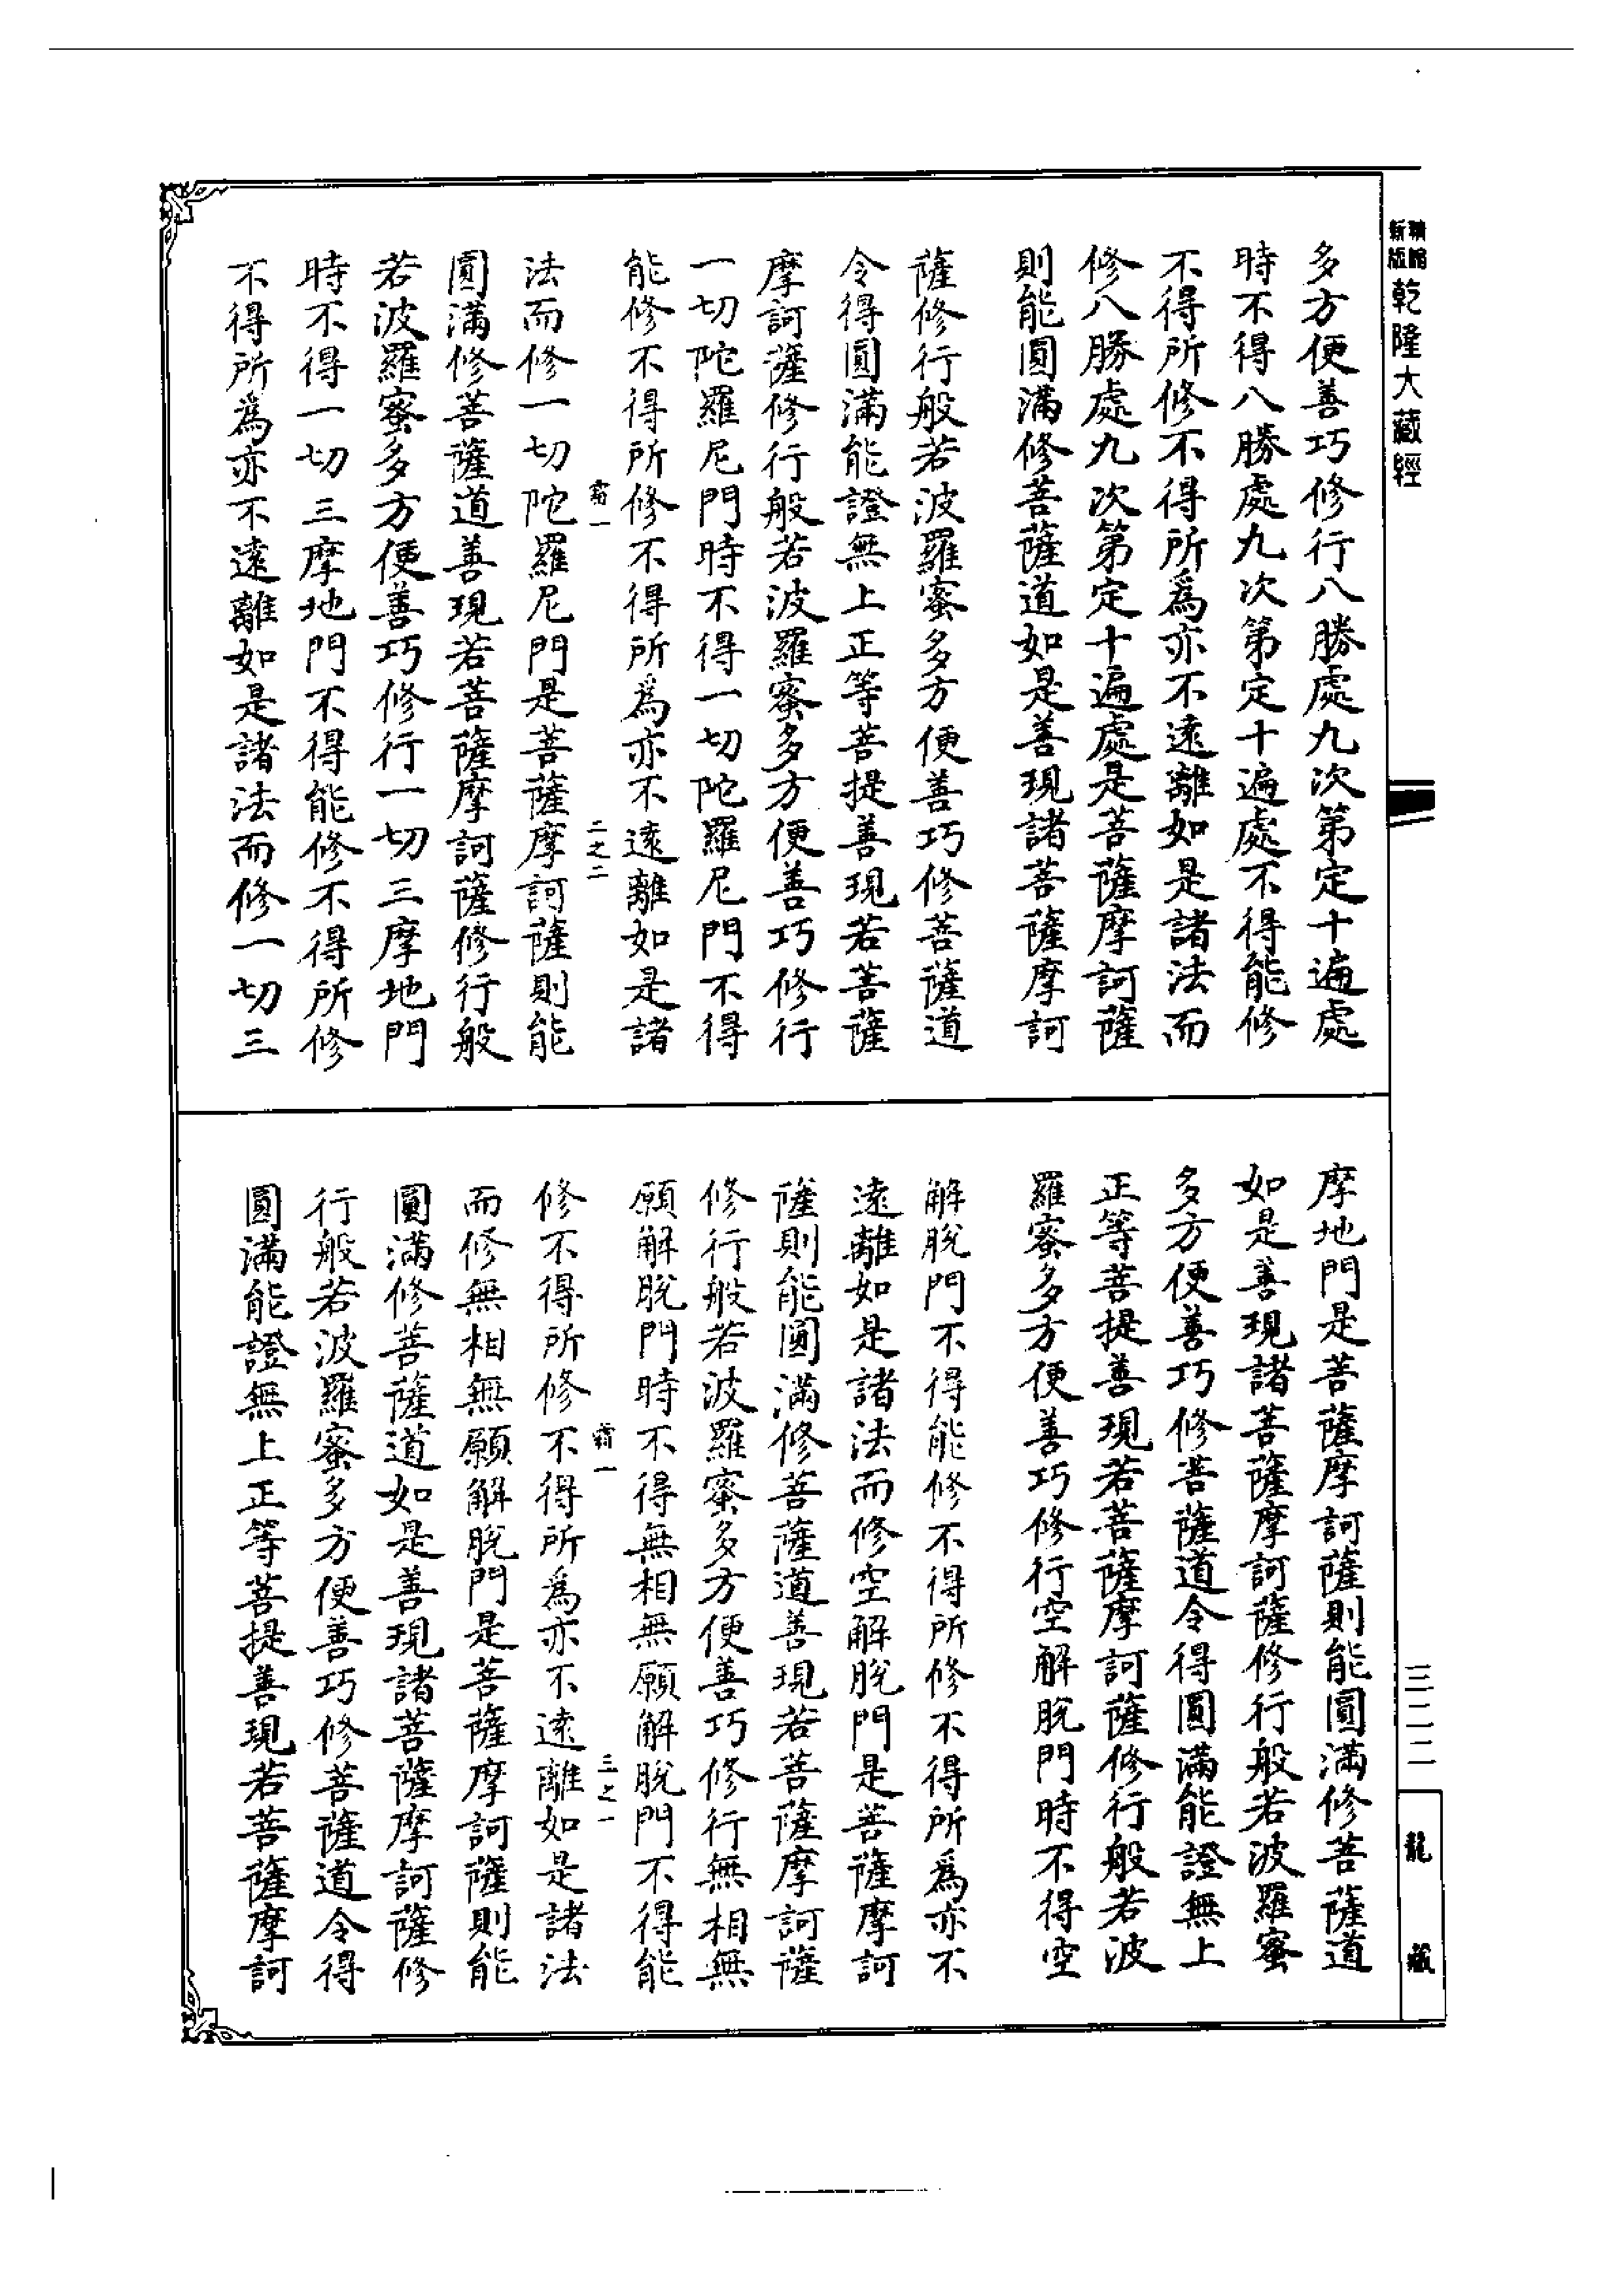 新版
精縮
乾隆大藏經
多方便善巧修行八勝處九次第定十遍處
時不得八勝處九次第定十遍處不得能修
不得所修不得所為亦不遠離如是諸法而
修八勝處九次第定十遍處是菩薩摩訶薩
則能圓滿修菩薩道如是善現諸菩薩摩訶
薩修行般若波羅蜜多方便善巧修菩薩道
令得圓滿能證無上正等菩提善現若菩薩
摩訶薩修行般若波羅蜜多方便善巧修行
一切陀羅尼門時不得一切陀羅尼門不得
能修不得所修不得所為亦不遠離如是諸
二之二
法而修一切陀羅尼門是菩薩摩訶薩則能
圓滿修菩薩道善現若菩薩摩訶薩修行般
若波羅蜜多方便善巧修行一切三摩地門
時不得一切三摩地門不得能修不得所修
不得所為亦不遠離如是諸法而修一切三
摩地門是菩薩摩訶薩則能圓滿修菩薩道
如是善現諸菩薩摩訶薩修行般若波羅蜜
多方便善巧修菩薩道令得圓滿能證無上
正等菩提善現若菩薩摩訶薩修行般若波
羅蜜多方便善巧修行空解脫門時不得空
解脫門不得能修不得所修不得所為亦不
遠離如是諸法而修空解脫門是菩薩摩訶
薩則能圓滿修菩薩道善現若菩薩摩訶薩
修行般若波羅蜜多方便善巧修行無相無
願解脫門時不得無相無願解脫門不得能
三之一
修不得所修不得所為亦不遠離如是諸法
而修無相無願解脫門是菩薩摩訶薩則能
圓滿修菩薩道如是善現諸菩薩摩訶薩修
行般若波羅蜜多方便善巧修菩薩道令得
圓滿能證無上正等菩提善現若菩薩摩訶
三二二
龍藏